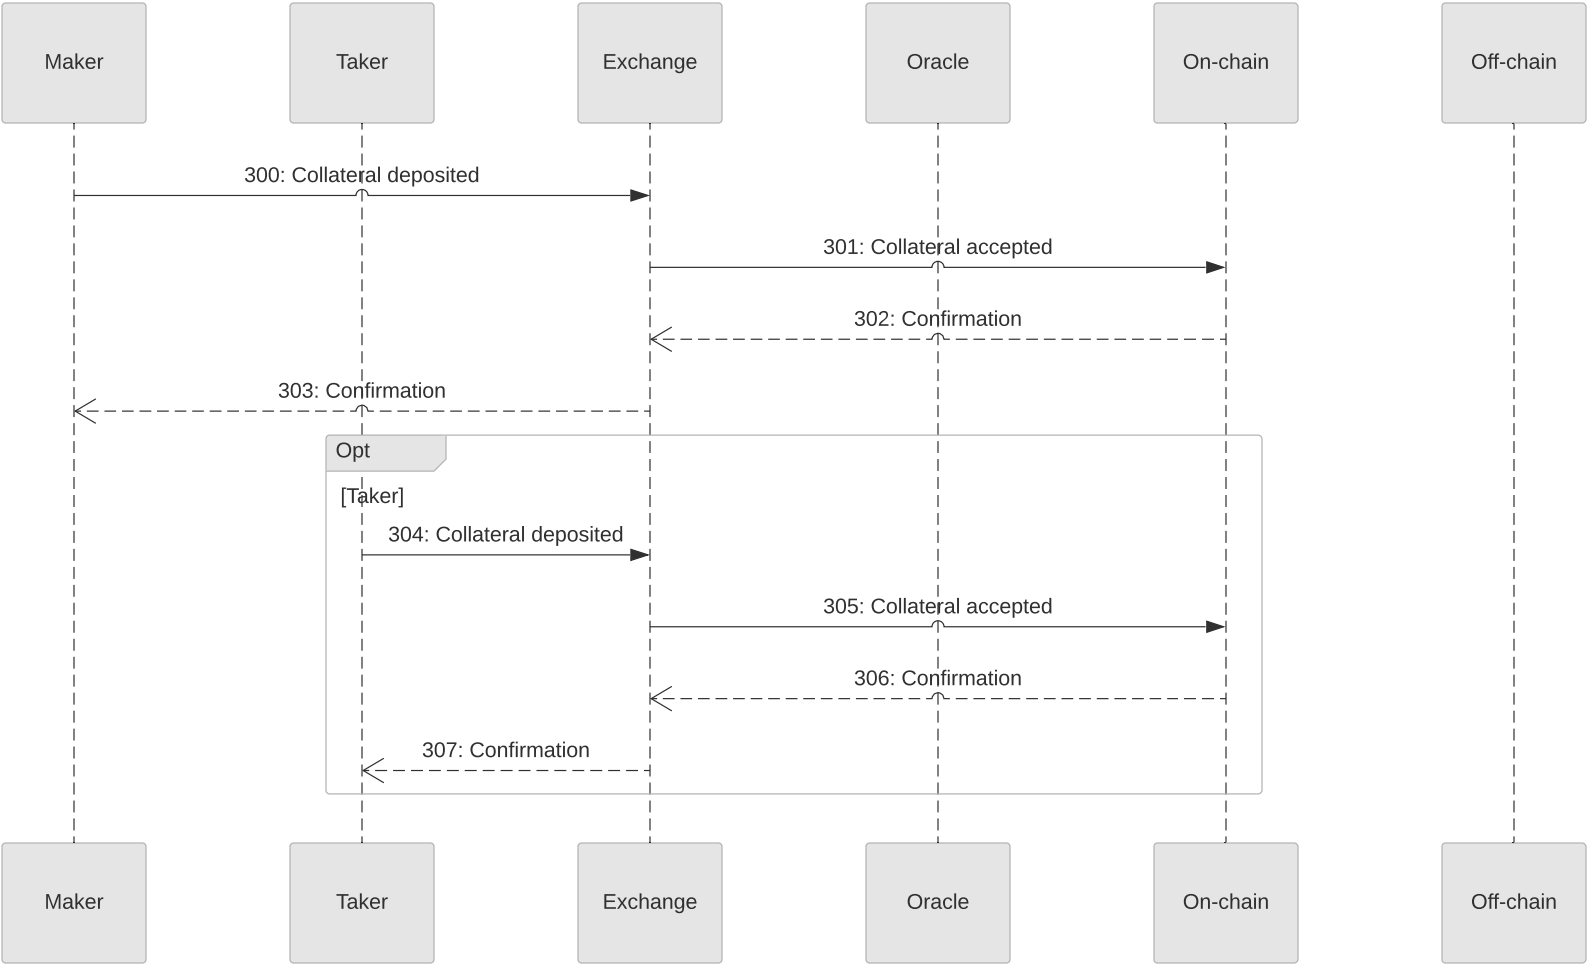 Maker
Taker
Exchange
Oracle
On-chain
Off-chain
300: Collateral deposited
301: Collateral accepted
302: Confirmation
303: Confirmation
Opt
[Taker]
304: Collateral deposited
305: Collateral accepted
306: Confirmation
307: Confirmation
Maker
Taker
Exchange
Oracle
On-chain
Off-chain